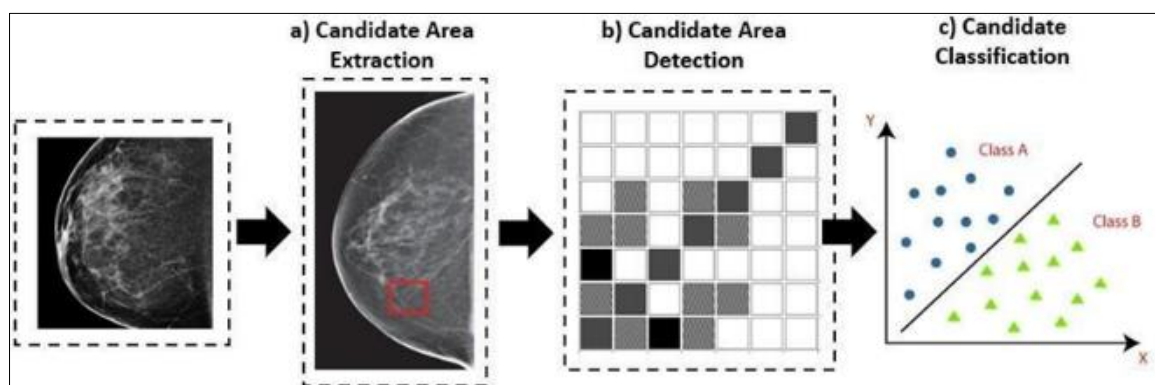 a) Candidate Area
Extraction
b) Candidate Area
Detection
c) Candidate
Classification
Y
Class A
Class B
X